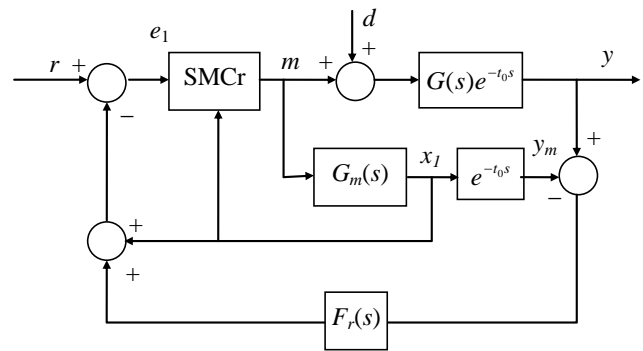 d
e₁
r + SMCr m + + G(s)e^{-t₀s} y
−
x₁ yₘ +
Gₘ(s) e^{-t₀s}
−
+
+
Fᵣ(s)